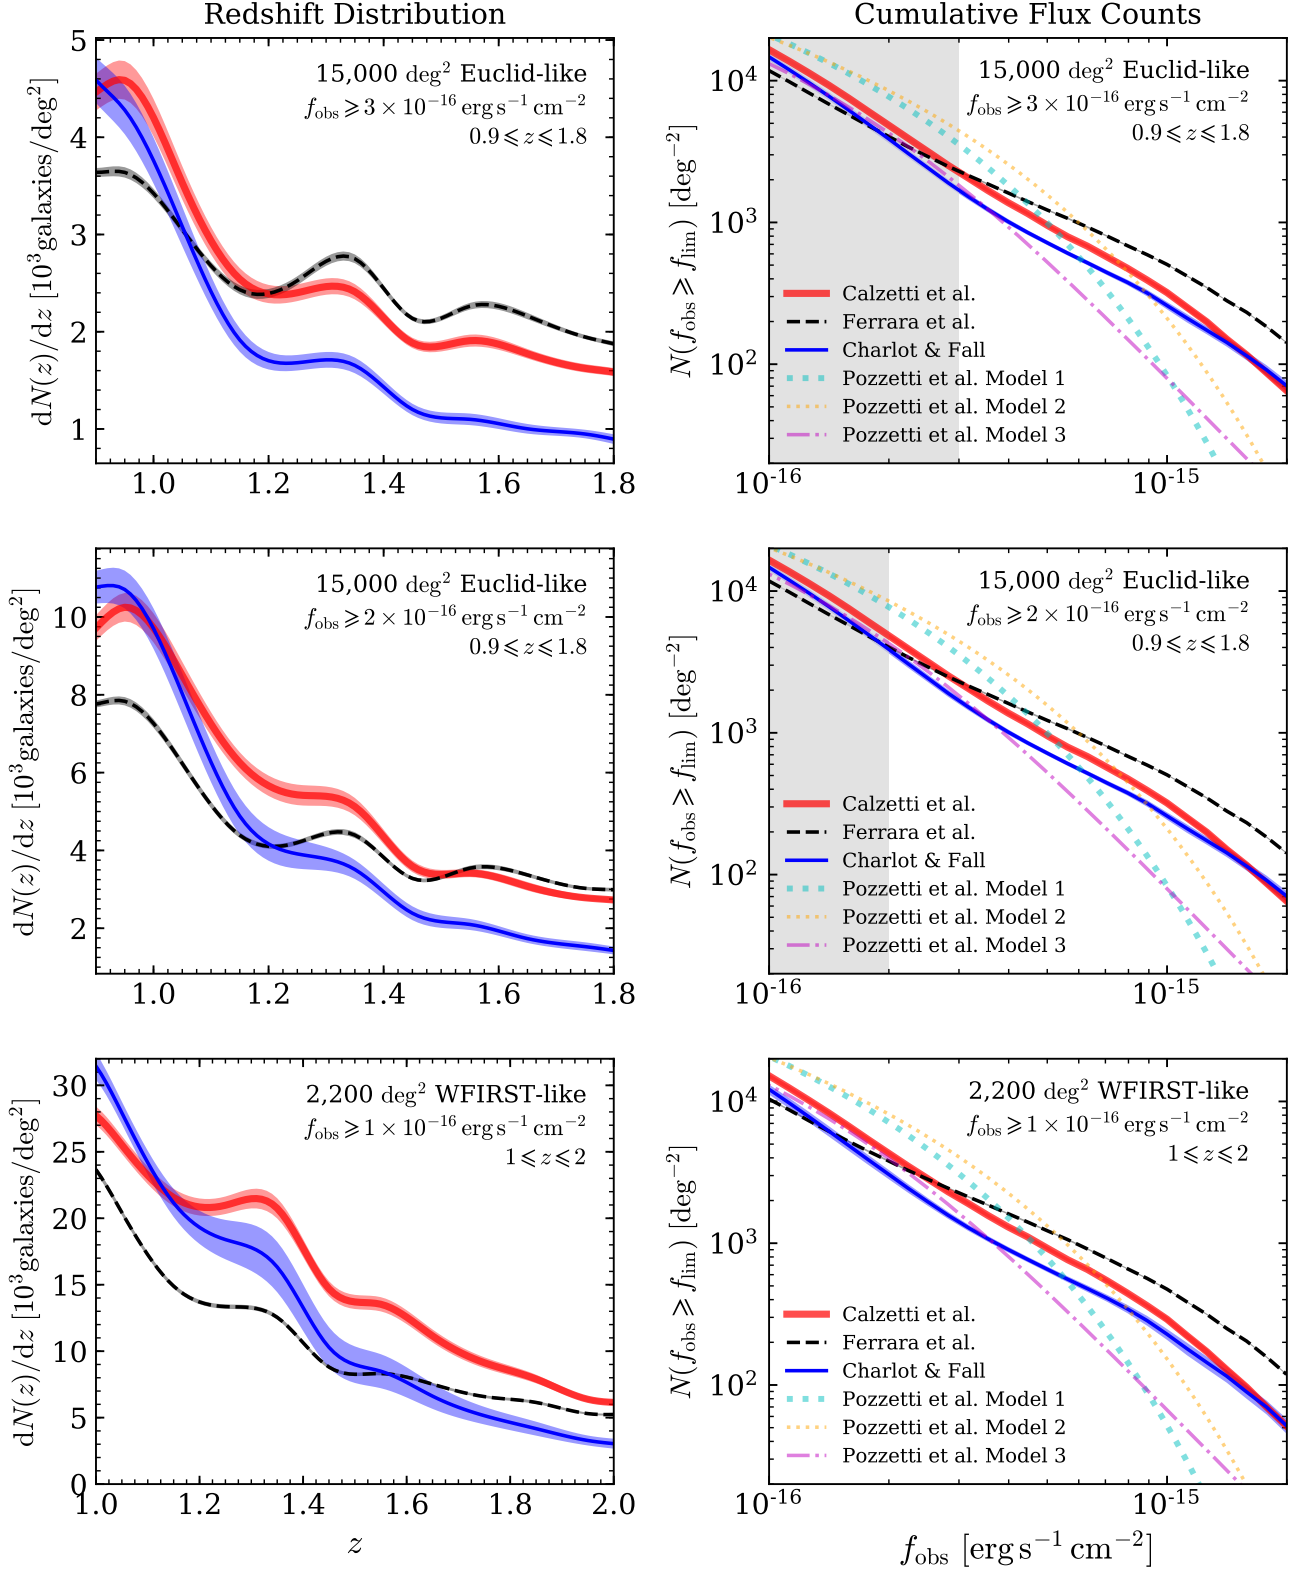 Redshift Distribution
Cumulative Flux Counts
15,000 deg² Euclid-like
f_obs ⩾ 3 × 10⁻¹⁶ erg s⁻¹ cm⁻²
0.9 ⩽ z ⩽ 1.8
dN(z)/dz [10³galaxies/deg²]
5
4
3
2
1
1.0 1.2 1.4 1.6 1.8
15,000 deg² Euclid-like
f_obs ⩾ 3 × 10⁻¹⁶ erg s⁻¹ cm⁻²
0.9 ⩽ z ⩽ 1.8
N(f_obs ⩾ f_lim) [deg⁻²]
10⁴
10³
10²
Calzetti et al.
Ferrara et al.
Charlot & Fall
Pozzetti et al. Model 1
Pozzetti et al. Model 2
Pozzetti et al. Model 3
10⁻¹⁶ 10⁻¹⁵
15,000 deg² Euclid-like
f_obs ⩾ 2 × 10⁻¹⁶ erg s⁻¹ cm⁻²
0.9 ⩽ z ⩽ 1.8
dN(z)/dz [10³galaxies/deg²]
10
8
6
4
2
1.0 1.2 1.4 1.6 1.8
15,000 deg² Euclid-like
f_obs ⩾ 2 × 10⁻¹⁶ erg s⁻¹ cm⁻²
0.9 ⩽ z ⩽ 1.8
N(f_obs ⩾ f_lim) [deg⁻²]
10⁴
10³
10²
Calzetti et al.
Ferrara et al.
Charlot & Fall
Pozzetti et al. Model 1
Pozzetti et al. Model 2
Pozzetti et al. Model 3
10⁻¹⁶ 10⁻¹⁵
2,200 deg² WFIRST-like
f_obs ⩾ 1 × 10⁻¹⁶ erg s⁻¹ cm⁻²
1 ⩽ z ⩽ 2
dN(z)/dz [10³galaxies/deg²]
30
25
20
15
10
5
0
1.0 1.2 1.4 1.6 1.8 2.0
z
2,200 deg² WFIRST-like
f_obs ⩾ 1 × 10⁻¹⁶ erg s⁻¹ cm⁻²
1 ⩽ z ⩽ 2
N(f_obs ⩾ f_lim) [deg⁻²]
10⁴
10³
10²
Calzetti et al.
Ferrara et al.
Charlot & Fall
Pozzetti et al. Model 1
Pozzetti et al. Model 2
Pozzetti et al. Model 3
10⁻¹⁶ 10⁻¹⁵
f_obs [erg s⁻¹ cm⁻²]